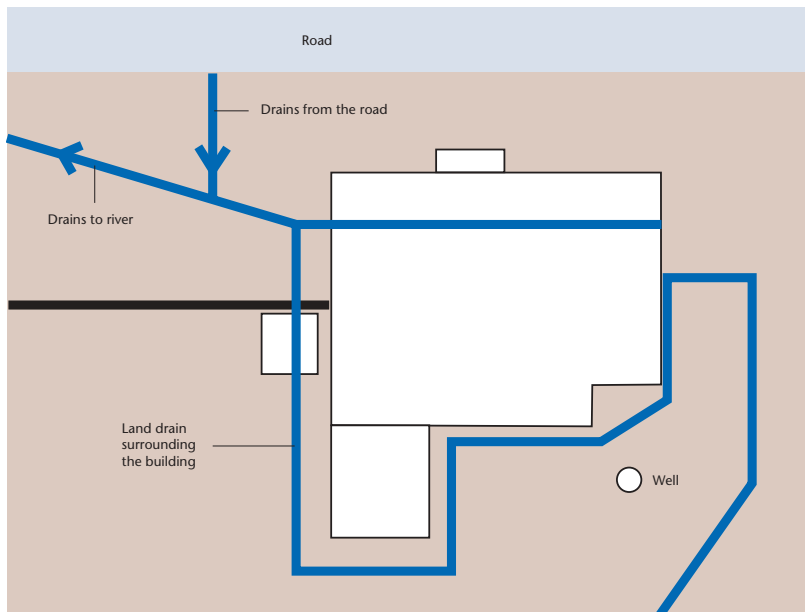 Road
Drains from the road
Drains to river
Land drain
surrounding
the building
Well